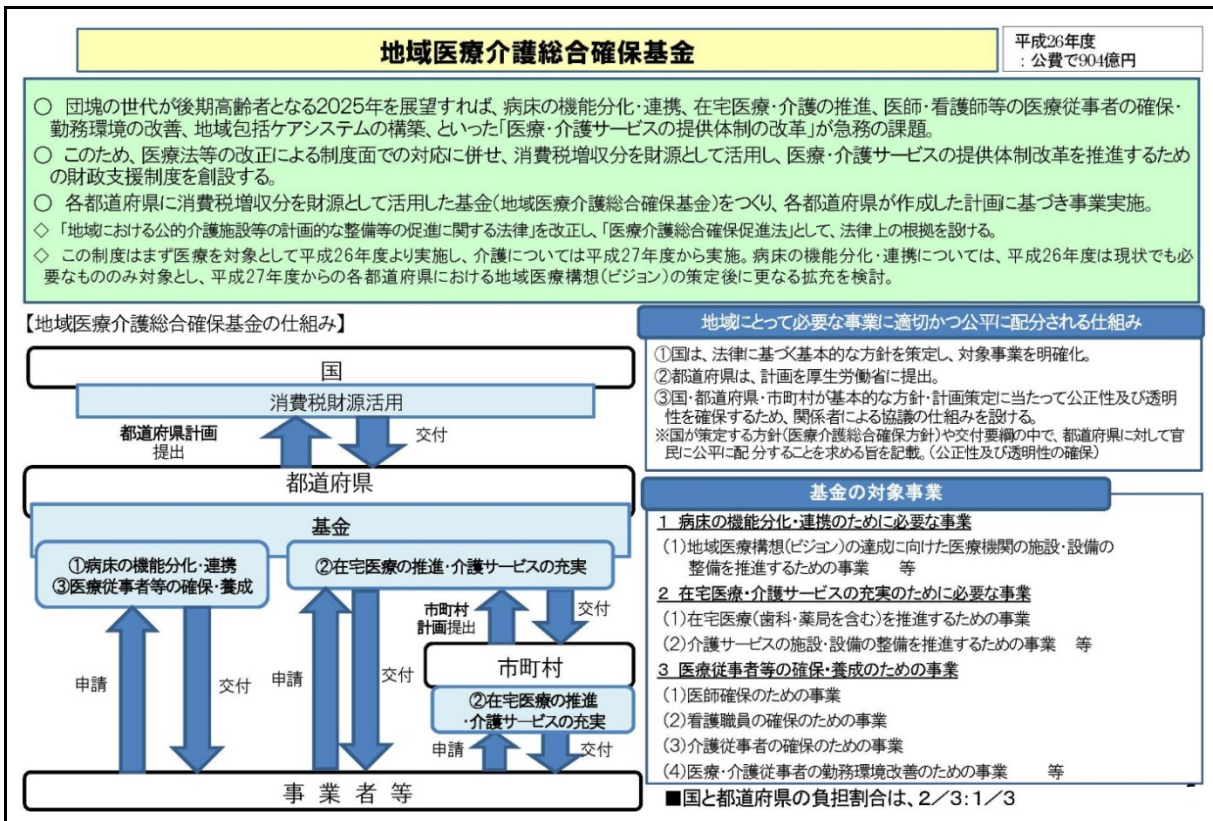 地域医療介護総合確保基金
平成26年度
：公費で904億円
○ 団塊の世代が後期高齢者となる2025年を展望すれば、病床の機能分化・連携、在宅医療・介護の推進、医師・看護師等の医療従事者の確保・
勤務環境の改善、地域包括ケアシステムの構築、といった「医療・介護サービスの提供体制の改革」が急務の課題。
○ このため、医療法等の改正による制度面での対応に併せ、消費税増収分を財源として活用し、医療・介護サービスの提供体制改革を推進するため
の財政支援制度を創設する。
○ 各都道府県に消費税増収分を財源として活用した基金（地域医療介護総合確保基金）をつくり、各都道府県が作成した計画に基づき事業実施。
◇ 「地域における公的介護施設等の計画的な整備等の促進に関する法律」を改正し、「医療介護総合確保促進法」として、法律上の根拠を設ける。
◇ この制度はまず医療を対象として平成26年度より実施し、介護については平成27年度から実施。病床の機能分化・連携については、平成26年度は現状でも必
要なもののみ対象とし、平成27年度からの各都道府県における地域医療構想（ビジョン）の策定後に更なる拡充を検討。
【地域医療介護総合確保基金の仕組み】
国
消費税財源活用
都道府県計画
提出
交付
都道府県
基金
①病床の機能分化・連携
③医療従事者等の確保・養成
②在宅医療の推進・介護サービスの充実
市町村
計画提出
交付
市町村
②在宅医療の推進
・介護サービスの充実
申請
交付
申請
交付
申請
交付
事業者等
地域にとって必要な事業に適切かつ公平に配分される仕組み
①国は、法律に基づく基本的な方針を策定し、対象事業を明確化。
②都道府県は、計画を厚生労働省に提出。
③国・都道府県・市町村が基本的な方針・計画策定に当たって公正性及び透明
性を確保するため、関係者による協議の仕組みを設ける。
※国が策定する方針（医療介護総合確保方針）や交付要綱の中で、都道府県に対して官
民に公平に配 分することを求める旨を記載。（公正性及び透明性の確保）
基金の対象事業
1 病床の機能分化・連携のために必要な事業
（1）地域医療構想（ビジョン）の達成に向けた医療機関の施設・設備の
整備を推進するための事業 等
2 在宅医療・介護サービスの充実のために必要な事業
（1）在宅医療（歯科・薬局を含む）を推進するための事業
（2）介護サービスの施設・設備の整備を推進するための事業 等
3 医療従事者等の確保・養成のための事業
（1）医師確保のための事業
（2）看護職員の確保のための事業
（3）介護従事者の確保のための事業
（4）医療・介護従事者の勤務環境改善のための事業 等
■国と都道府県の負担割合は、2／3：1／3